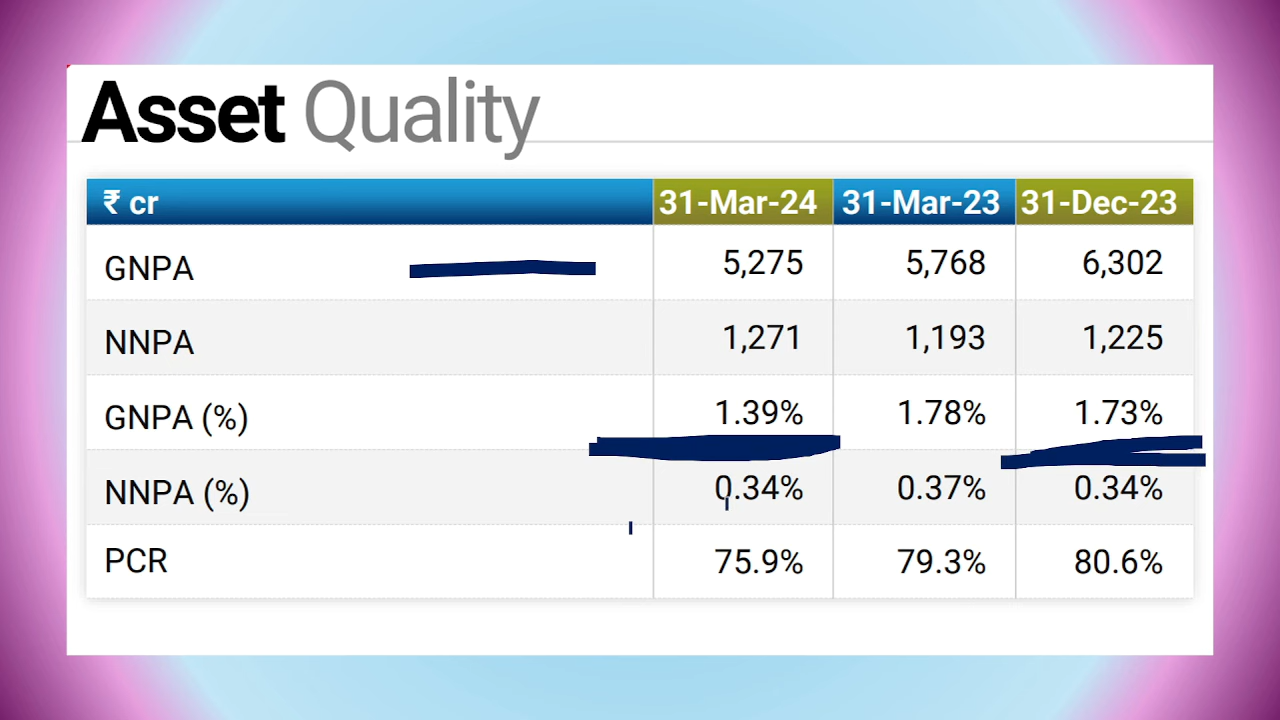 Asset Quality
₹ cr 31-Mar-24 31-Mar-23 31-Dec-23
GNPA 5,275 5,768 6,302
NNPA 1,271 1,193 1,225
GNPA (%) 1.39% 1.78% 1.73%
NNPA (%) 0.34% 0.37% 0.34%
PCR 75.9% 79.3% 80.6%